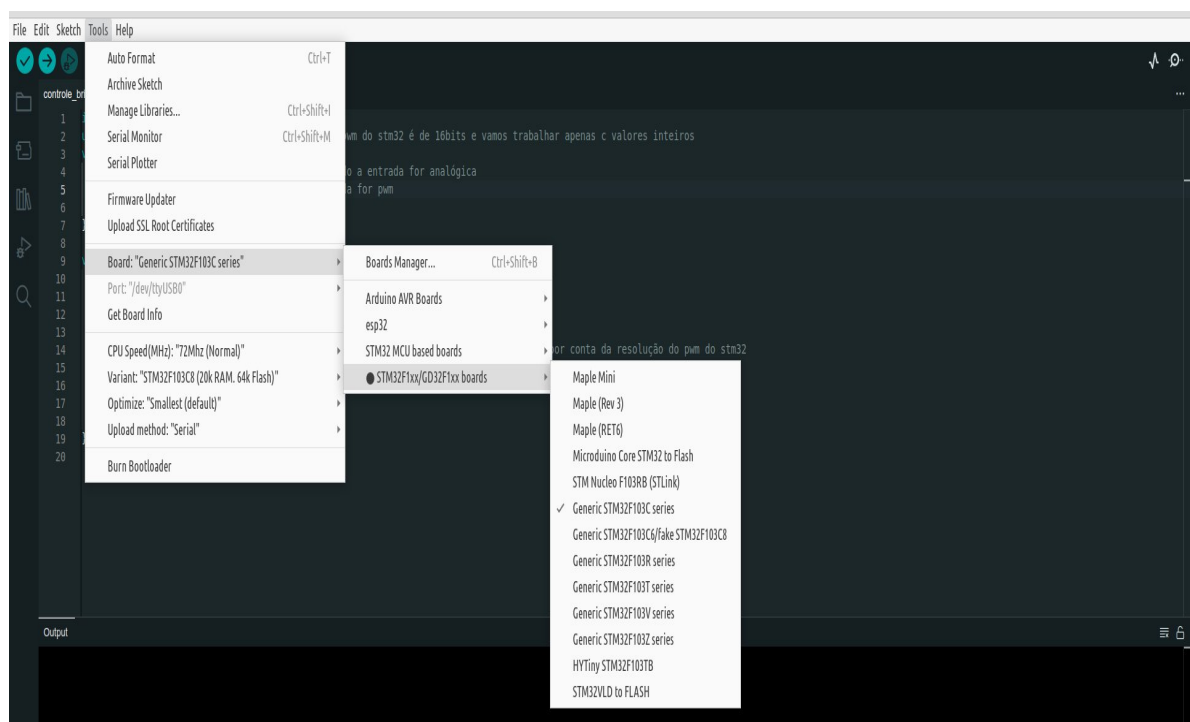 File Edit Sketch Tools Help
controle_bri
Auto Format Ctrl+T
Archive Sketch
Manage Libraries... Ctrl+Shift+I
Serial Monitor Ctrl+Shift+M
Serial Plotter
Firmware Updater
Upload SSL Root Certificates
Board: "Generic STM32F103C series"
Port: "/dev/ttyUSB0"
Get Board Info
CPU Speed(MHz): "72Mhz (Normal)"
Variant: "STM32F103C8 (20k RAM. 64k Flash)"
Optimize: "Smallest (default)"
Upload method: "Serial"
Burn Bootloader
1
2
3
4
5
6
7 }
8
9
10
11
12
13
14
15
16
17
18
19 }
20
wm do stm32 é de 16bits e vamos trabalhar apenas c valores inteiros
o a entrada for analógica
a for pwm
or conta da resolução do pwm do stm32
Boards Manager... Ctrl+Shift+B
Arduino AVR Boards
esp32
STM32 MCU based boards
STM32F1xx/GD32F1xx boards
Maple Mini
Maple (Rev 3)
Maple (RET6)
Microduino Core STM32 to Flash
STM Nucleo F103RB (STLink)
✓ Generic STM32F103C series
Generic STM32F103C6/fake STM32F103C8
Generic STM32F103R series
Generic STM32F103T series
Generic STM32F103V series
Generic STM32F103Z series
HYTiny STM32F103TB
STM32VLD to FLASH
Output